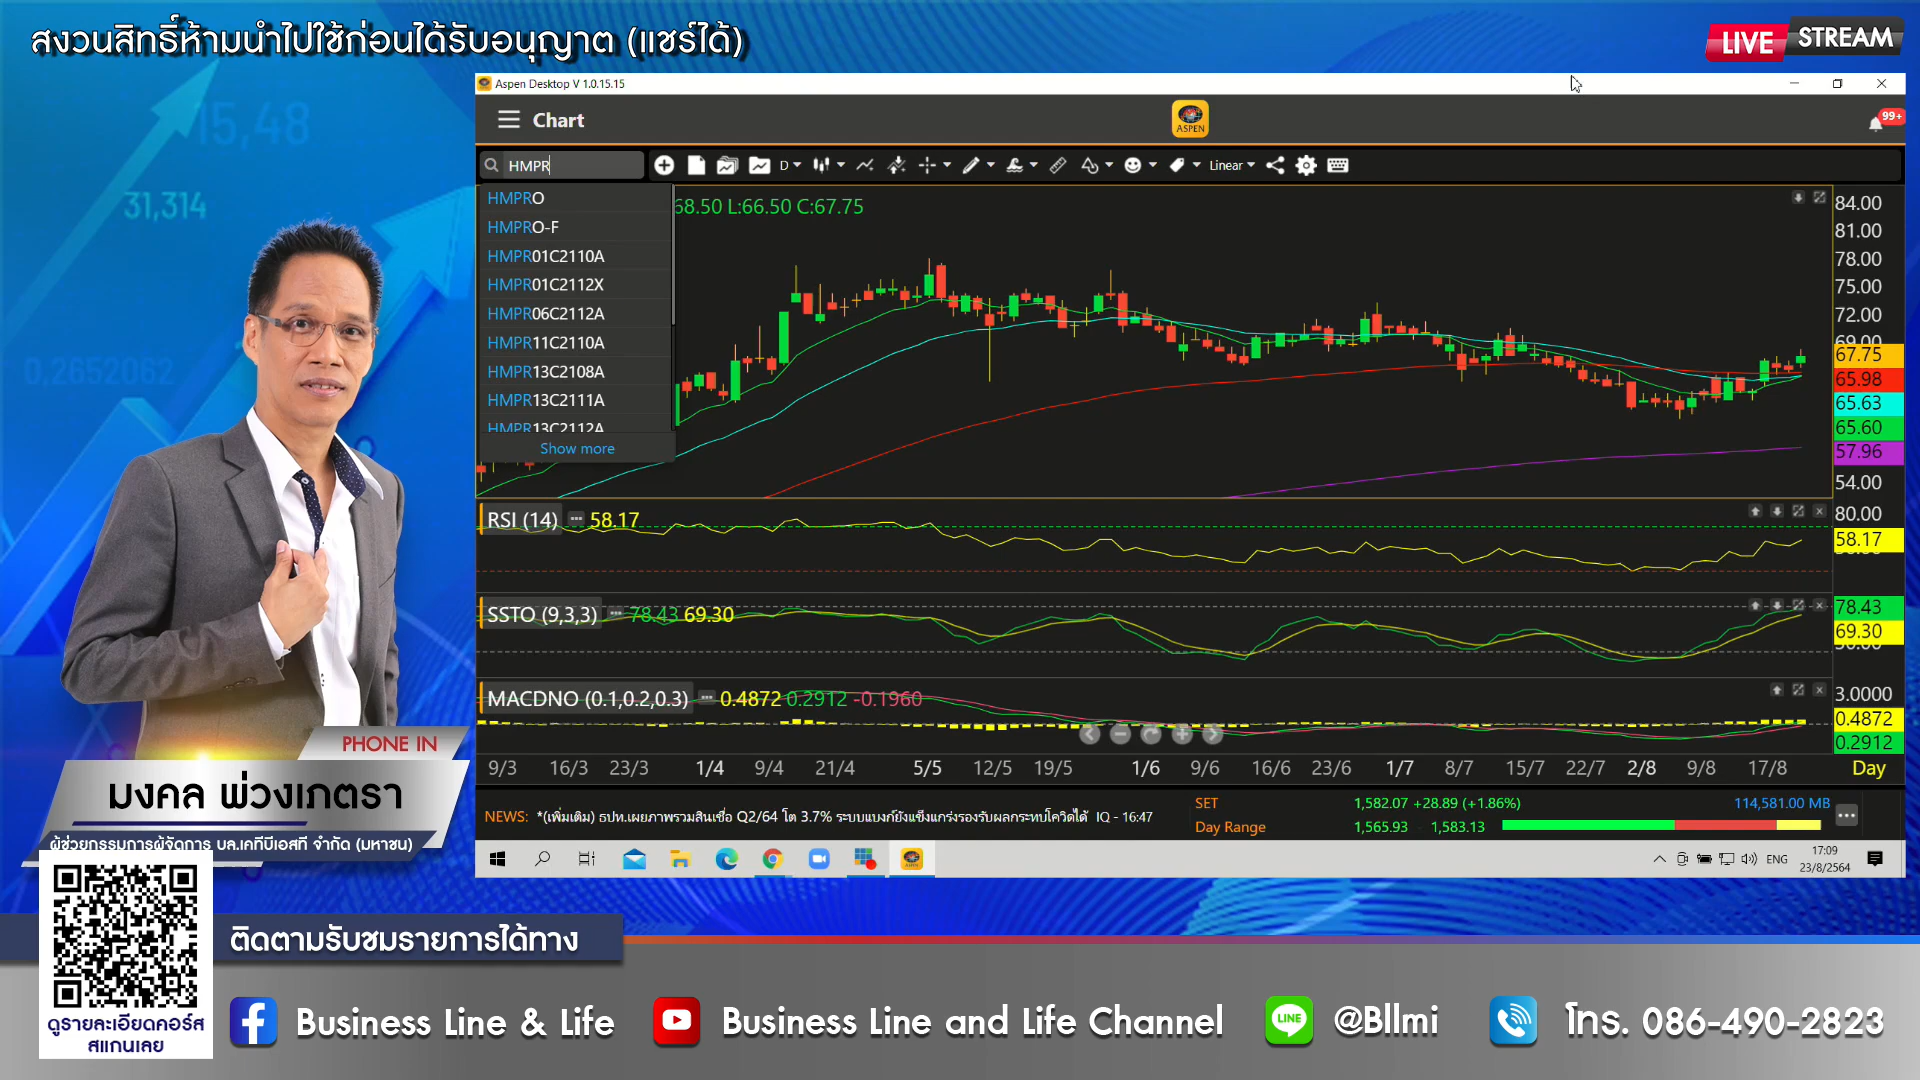 สงวนสิทธิ์ห้ามนำไปใช้ก่อนได้รับอนุญาต (แชร์ได้)
LIVE STREAM
15,48
31,314
0,2652062
Aspen Desktop V 1.0.15.15
Chart
ASPEN
99+
HMPR
D
Linear
HMPRO
HMPRO-F
HMPR01C2110A
HMPR01C2112X
HMPR06C2112A
HMPR11C2110A
HMPR13C2108A
HMPR13C2111A
HMPR13C2112A
Show more
68.50 L:66.50 C:67.75
84.00
81.00
78.00
75.00
72.00
69.00
67.75
65.98
65.63
65.60
57.96
54.00
RSI (14) 58.17
80.00
58.17
SSTO (9,3,3) 78.43 69.30
78.43
69.30
MACDNO (0.1,0.2,0.3) 0.4872 0.2912 -0.1960
3.0000
0.4872
0.2912
9/3 16/3 23/3 1/4 9/4 21/4 5/5 12/5 19/5 1/6 9/6 16/6 23/6 1/7 8/7 15/7 22/7 2/8 9/8 17/8 Day
NEWS: *(เพิ่มเติม) ธปท.เผยภาพรวมสินเชื่อ Q2/64 โต 3.7% ระบบแบงก์ยังแข็งแกร่งรองรับผลกระทบโควิดได้ IQ - 16:47
SET 1,582.07 +28.89 (+1.86%) 114,581.00 MB
Day Range 1,565.93 - 1,583.13
ENG
17:09
23/8/2564
PHONE IN
มงคล พ่วงเภตรา
ผู้ช่วยกรรมการผู้จัดการ บล.เคทีบีเอสที จำกัด (มหาชน)
ดูรายละเอียดคอร์ส
สแกนเลย
ติดตามรับชมรายการได้ทาง
Business Line & Life
Business Line and Life Channel
LINE
@Bllmi
โทร. 086-490-2823